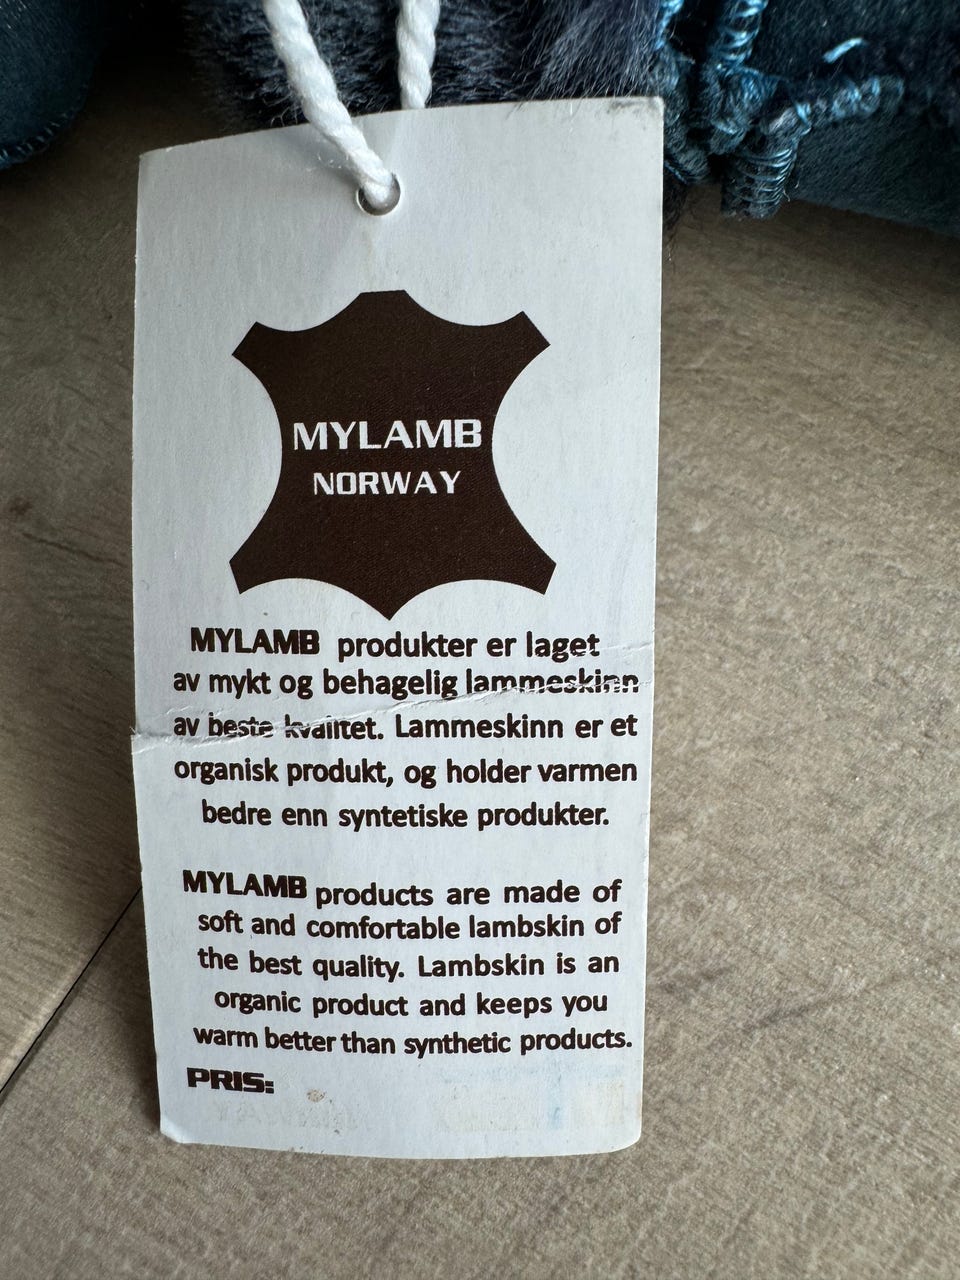 MYLAMB
NORWAY
MYLAMB produkter er laget
av mykt og behagelig lammeskinn
av beste kvalitet. Lammeskinn er et
organisk produkt, og holder varmen
bedre enn syntetiske produkter.
MYLAMB products are made of
soft and comfortable lambskin of
the best quality. Lambskin is an
organic product and keeps you
warm better than synthetic products.
PRIS: